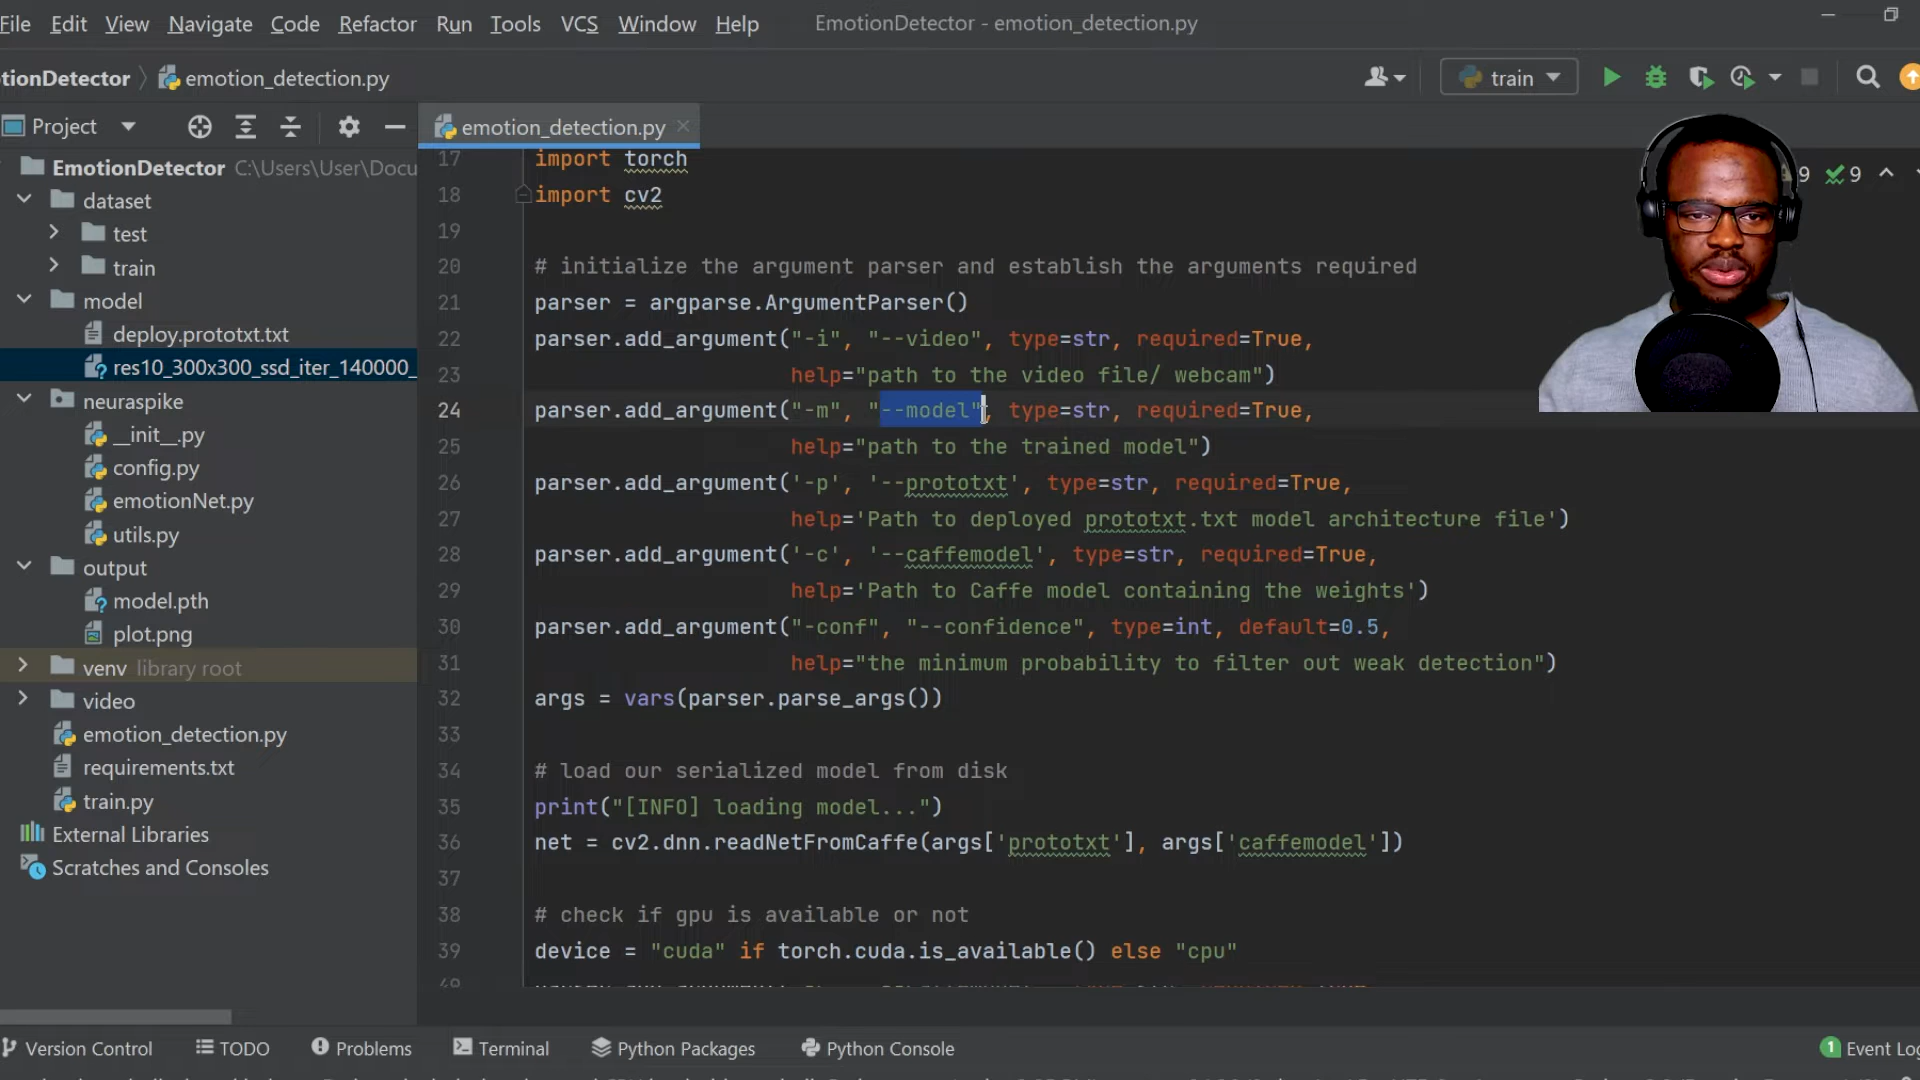 File Edit View Navigate Code Refactor Run Tools VCS Window Help EmotionDetector - emotion_detection.py
tionDetector emotion_detection.py train
Project
emotion_detection.py
EmotionDetector C:\Users\User\Docu
dataset
test
train
model
deploy.prototxt.txt
res10_300x300_ssd_iter_140000_
neuraspike
__init__.py
config.py
emotionNet.py
utils.py
output
model.pth
plot.png
venv library root
video
emotion_detection.py
requirements.txt
train.py
External Libraries
Scratches and Consoles
9 9
17 import torch
18 import cv2
19
20 # initialize the argument parser and establish the arguments required
21 parser = argparse.ArgumentParser()
22 parser.add_argument("-i", "--video", type=str, required=True,
23 help="path to the video file/ webcam")
24 parser.add_argument("-m", "--model", type=str, required=True,
25 help="path to the trained model")
26 parser.add_argument('-p', '--prototxt', type=str, required=True,
27 help='Path to deployed prototxt.txt model architecture file')
28 parser.add_argument('-c', '--caffemodel', type=str, required=True,
29 help='Path to Caffe model containing the weights')
30 parser.add_argument("-conf", "--confidence", type=int, default=0.5,
31 help="the minimum probability to filter out weak detection")
32 args = vars(parser.parse_args())
33
34 # load our serialized model from disk
35 print("[INFO] loading model...")
36 net = cv2.dnn.readNetFromCaffe(args['prototxt'], args['caffemodel'])
37
38 # check if gpu is available or not
39 device = "cuda" if torch.cuda.is_available() else "cpu"
Version Control TODO Problems Terminal Python Packages Python Console 1 Event Log